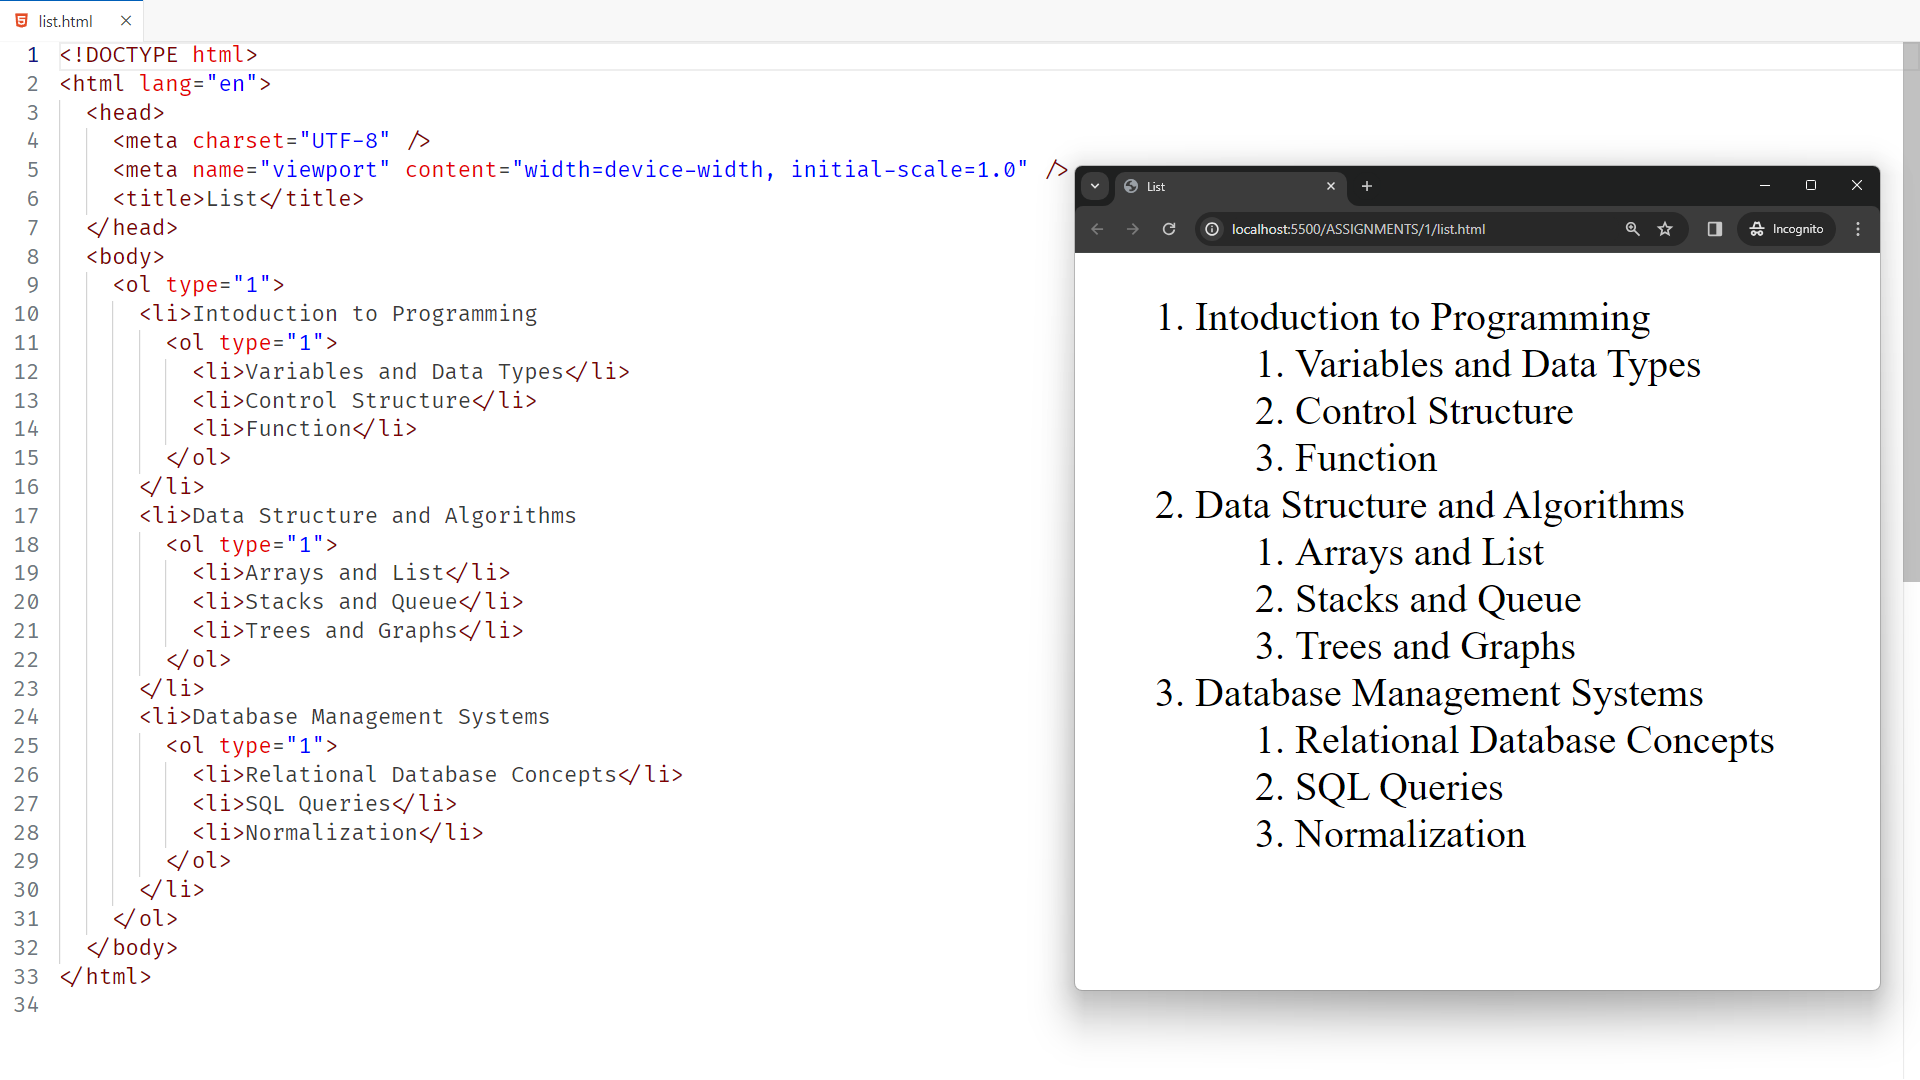 list.html
1 <!DOCTYPE html>
2 <html lang="en">
3 <head>
4 <meta charset="UTF-8" />
5 <meta name="viewport" content="width=device-width, initial-scale=1.0" />
6 <title>List</title>
7 </head>
8 <body>
9 <ol type="1">
10 <li>Intoduction to Programming
11 <ol type="1">
12 <li>Variables and Data Types</li>
13 <li>Control Structure</li>
14 <li>Function</li>
15 </ol>
16 </li>
17 <li>Data Structure and Algorithms
18 <ol type="1">
19 <li>Arrays and List</li>
20 <li>Stacks and Queue</li>
21 <li>Trees and Graphs</li>
22 </ol>
23 </li>
24 <li>Database Management Systems
25 <ol type="1">
26 <li>Relational Database Concepts</li>
27 <li>SQL Queries</li>
28 <li>Normalization</li>
29 </ol>
30 </li>
31 </ol>
32 </body>
33 </html>
34
List
localhost:5500/ASSIGNMENTS/1/list.html
Incognito
1. Intoduction to Programming
1. Variables and Data Types
2. Control Structure
3. Function
2. Data Structure and Algorithms
1. Arrays and List
2. Stacks and Queue
3. Trees and Graphs
3. Database Management Systems
1. Relational Database Concepts
2. SQL Queries
3. Normalization